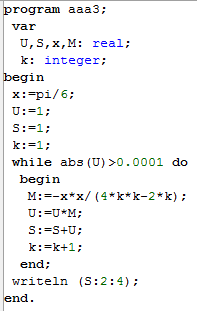 program aaa3;
var
U,S,x,M: real;
k: integer;
begin
x:=pi/6;
U:=1;
S:=1;
k:=1;
while abs(U)>0.0001 do
begin
M:=-x*x/(4*k*k-2*k);
U:=U*M;
S:=S+U;
k:=k+1;
end;
writeln (S:2:4);
end.